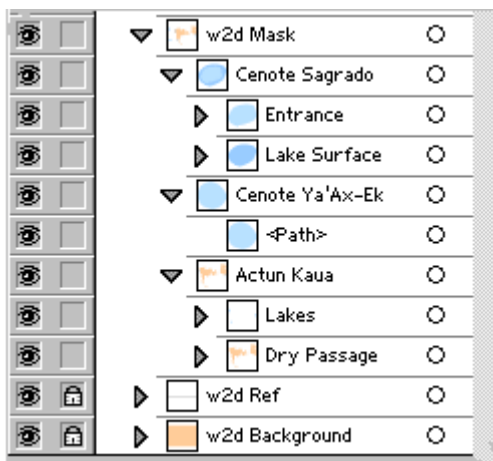 w2d Mask
Cenote Sagrado
Entrance
Lake Surface
Cenote Ya'Ax-Ek
<Path>
Actun Kaua
Lakes
Dry Passage
w2d Ref
w2d Background